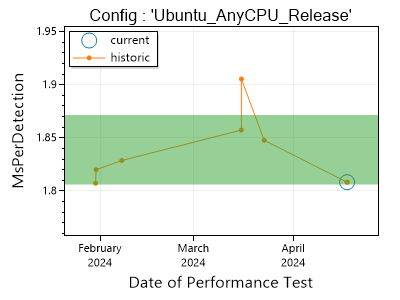 Config : 'Ubuntu_AnyCPU_Release'
current
historic
MsPerDetection
1.95
1.9
1.85
1.8
February
2024
March
2024
April
2024
Date of Performance Test